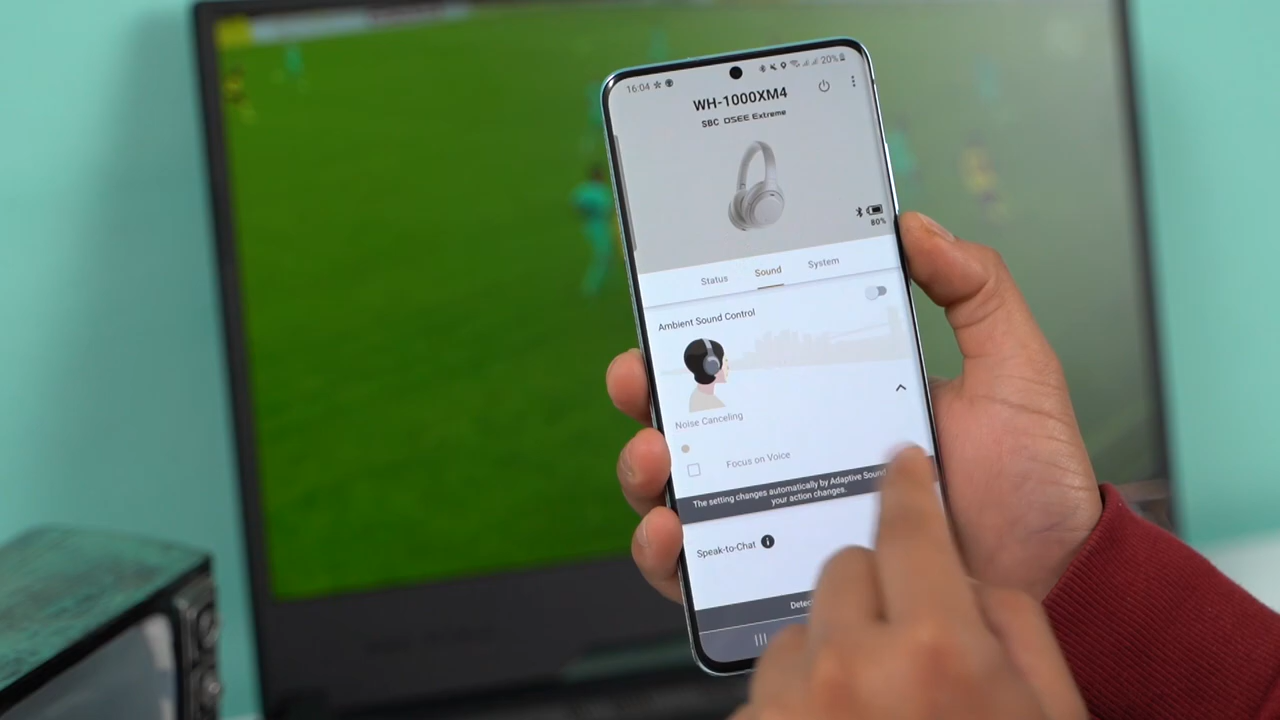 16:04
20%
WH-1000XM4
SBC DSEE Extreme
80%
Status Sound System
Ambient Sound Control
Noise Canceling
Focus on Voice
The setting changes automatically by Adaptive Sound
your action changes.
Speak-to-Chat